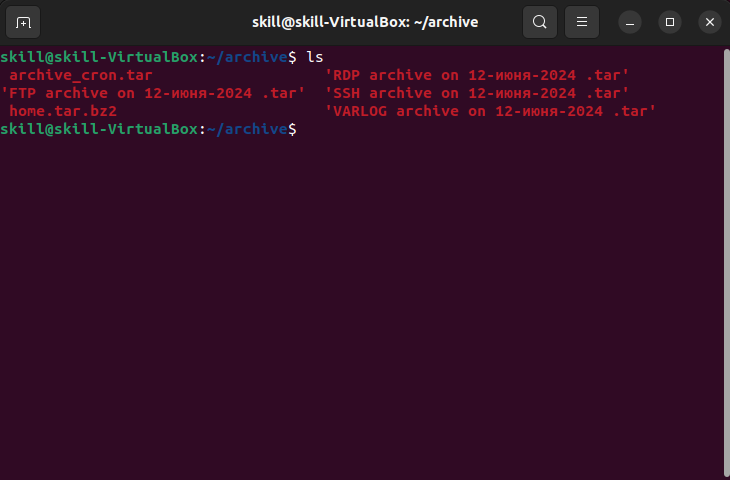 skill@skill-VirtualBox: ~/archive
skill@skill-VirtualBox:~/archive$ ls
archive_cron.tar 'RDP archive on 12-июня-2024 .tar'
'FTP archive on 12-июня-2024 .tar' 'SSH archive on 12-июня-2024 .tar'
home.tar.bz2 'VARLOG archive on 12-июня-2024 .tar'
skill@skill-VirtualBox:~/archive$